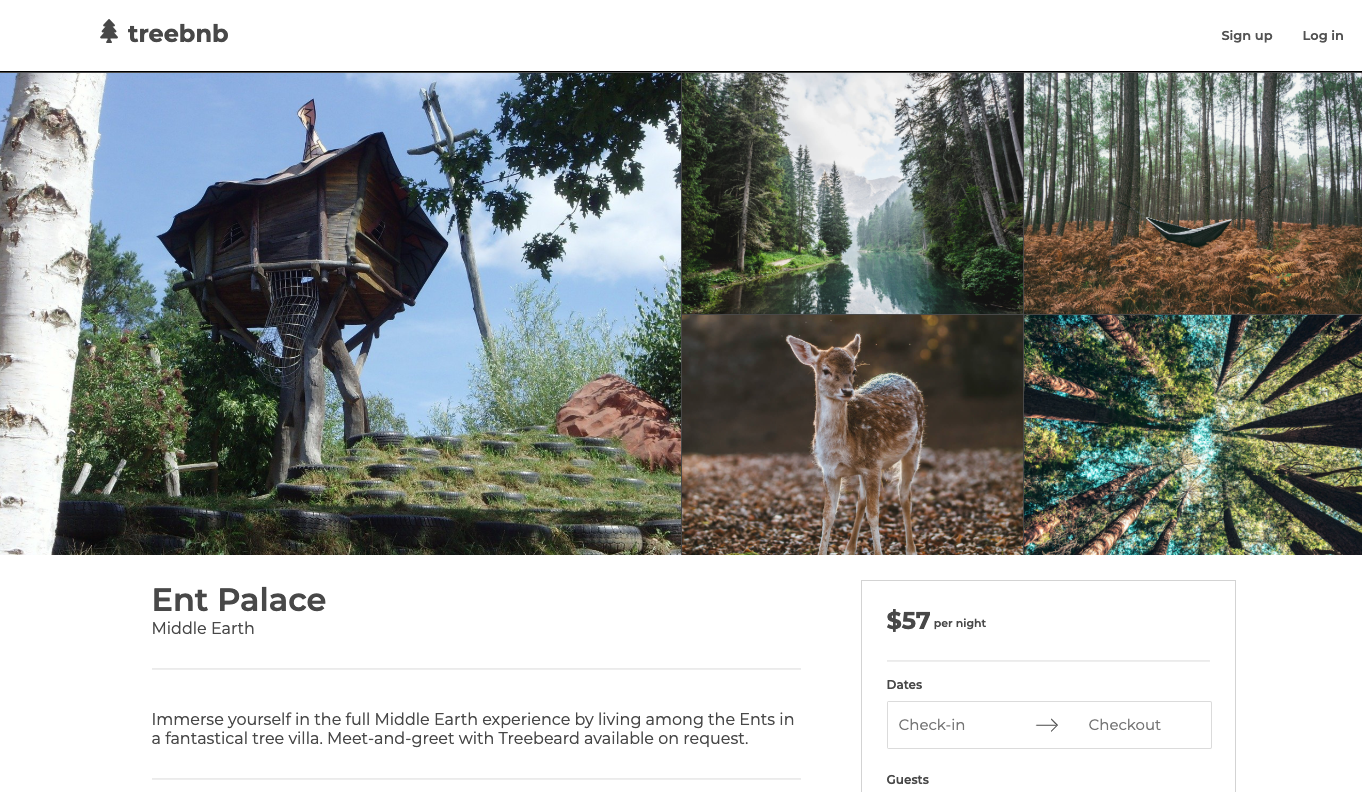 treebnb
Sign up
Log in
Ent Palace
Middle Earth
Immerse yourself in the full Middle Earth experience by living among the Ents in
a fantastical tree villa. Meet-and-greet with Treebeard available on request.
$57 per night
Dates
Check-in → Checkout
Guests